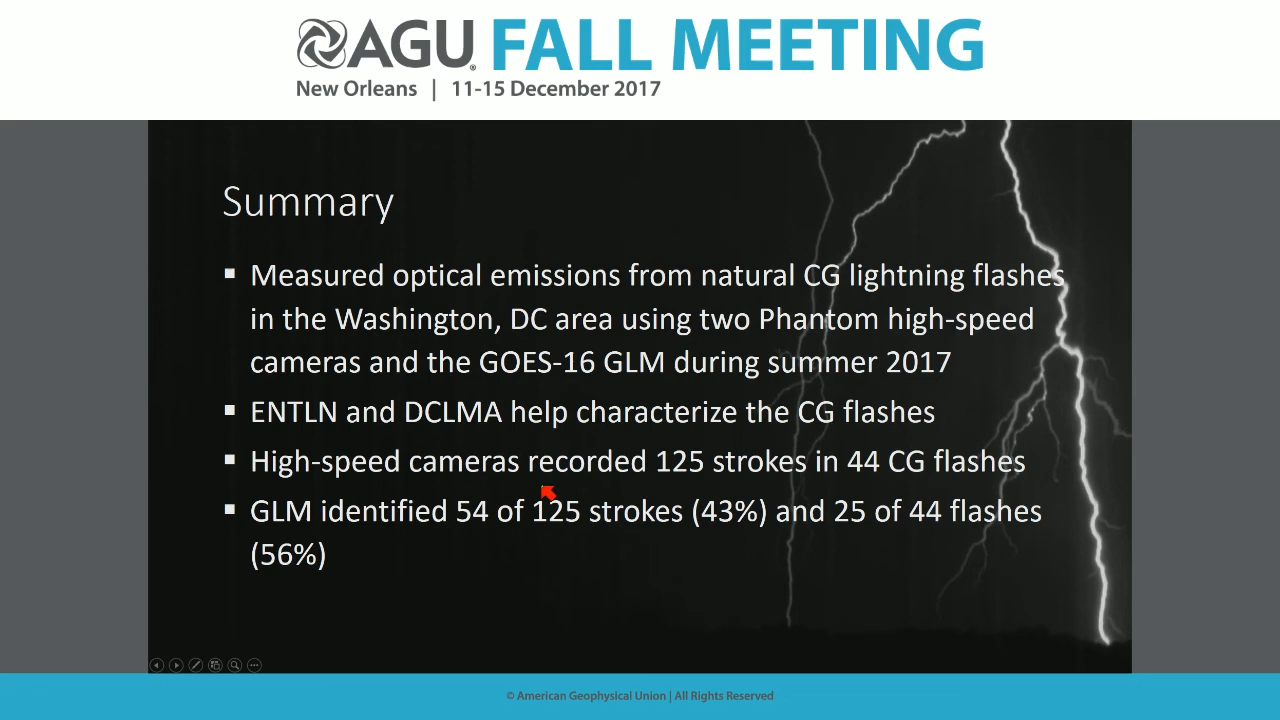 AGU FALL MEETING
New Orleans | 11-15 December 2017
Summary
▪ Measured optical emissions from natural CG lightning flashes
in the Washington, DC area using two Phantom high-speed
cameras and the GOES-16 GLM during summer 2017
▪ ENTLN and DCLMA help characterize the CG flashes
▪ High-speed cameras recorded 125 strokes in 44 CG flashes
▪ GLM identified 54 of 125 strokes (43%) and 25 of 44 flashes
(56%)
© American Geophysical Union | All Rights Reserved